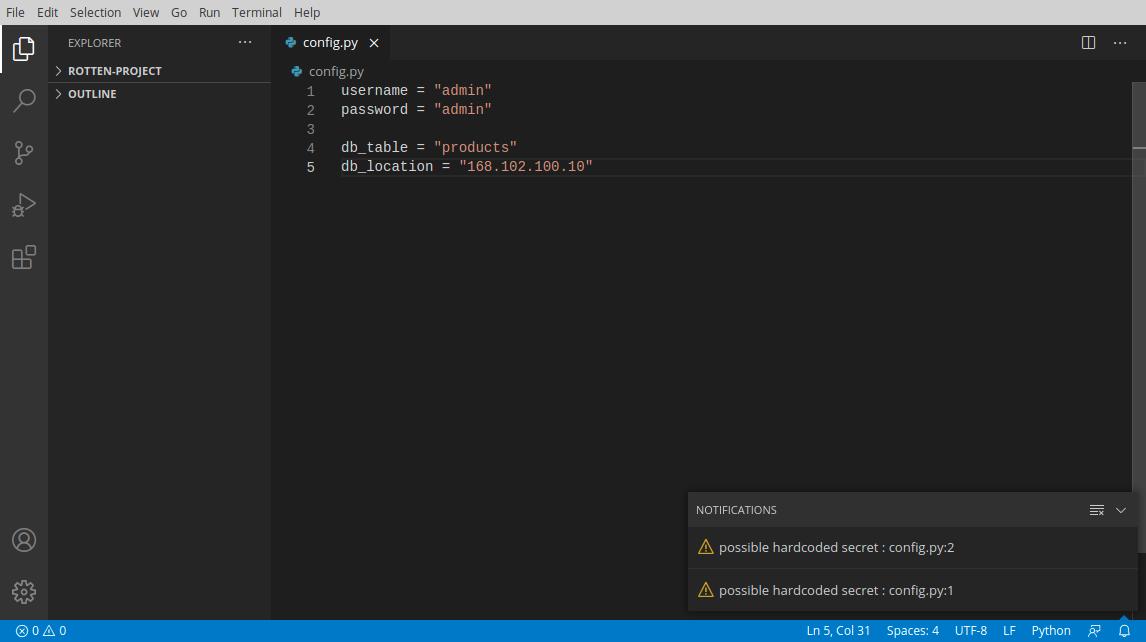 File Edit Selection View Go Run Terminal Help
EXPLORER
ROTTEN-PROJECT
OUTLINE
config.py
config.py
1 username = "admin"
2 password = "admin"
3
4 db_table = "products"
5 db_location = "168.102.100.10"
NOTIFICATIONS
possible hardcoded secret : config.py:2
possible hardcoded secret : config.py:1
0 0 Ln 5, Col 31 Spaces: 4 UTF-8 LF Python